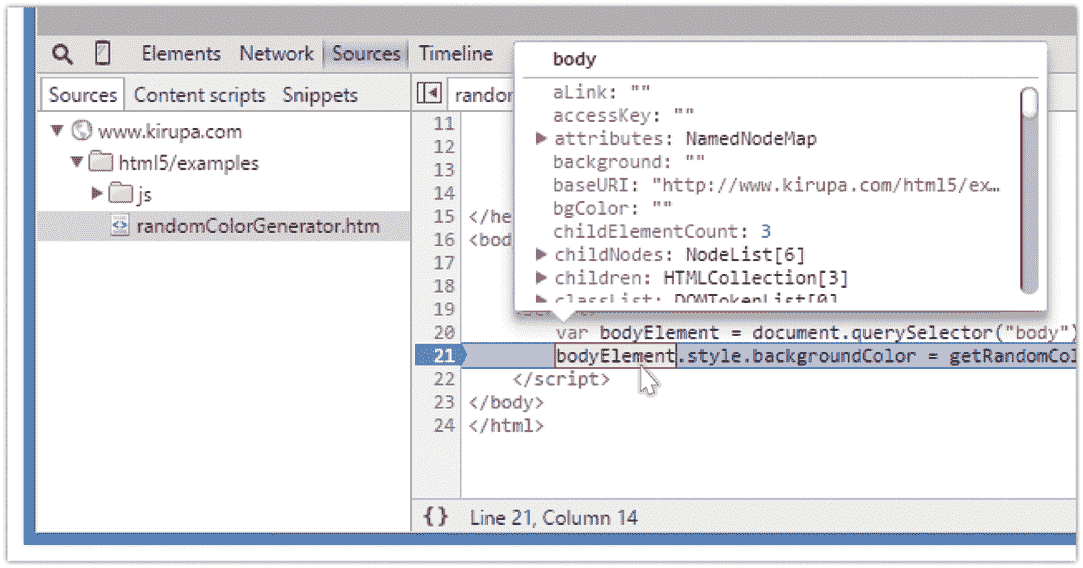 Elements Network Sources Timeline
Sources Content scripts Snippets
www.kirupa.com
html5/examples
js
randomColorGenerator.htm
random
body
aLink: ""
accessKey: ""
attributes: NamedNodeMap
background: ""
baseURI: "http://www.kirupa.com/html5/ex…
bgColor: ""
childElementCount: 3
childNodes: NodeList[6]
children: HTMLCollection[3]
classList: DOMTokenList[0]
11
12
13
14
15 </he
16 <bod
17
18
19
20 var bodyElement = document.querySelector("body")
21 bodyElement.style.backgroundColor = getRandomCol
22 </script>
23 </body>
24 </html>
{} Line 21, Column 14